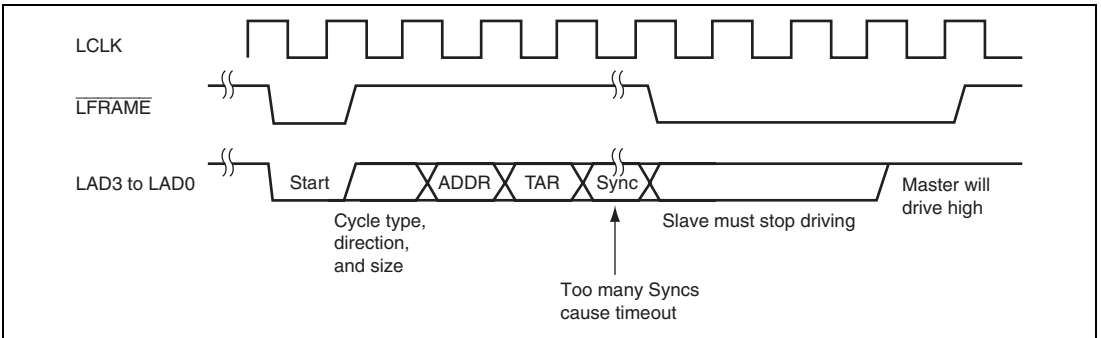 LCLK
LFRAME
LAD3 to LAD0
Start
ADDR
TAR
Sync
Cycle type,
direction,
and size
Slave must stop driving
Master will
drive high
Too many Syncs
cause timeout